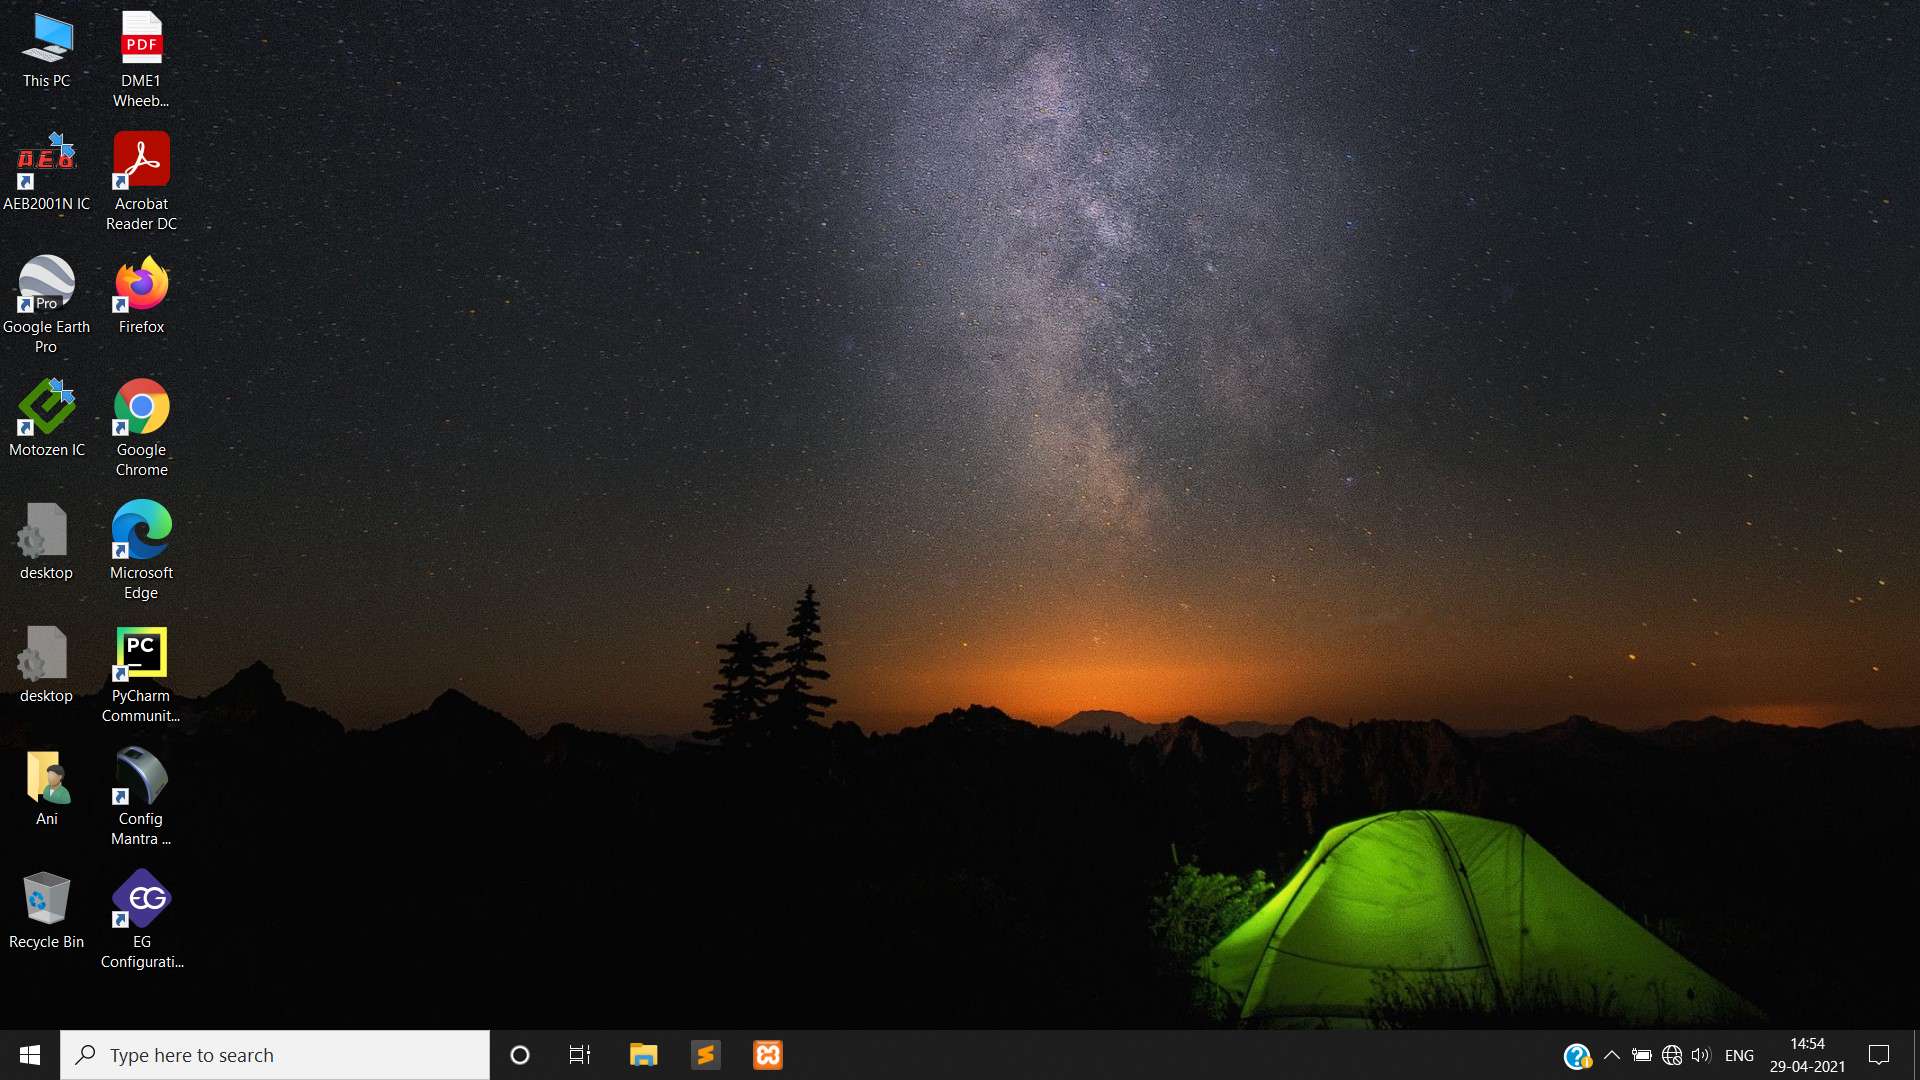 This PC
PDF
DME1
Wheeb...
AEB
AEB2001N IC
Acrobat
Reader DC
Pro
Google Earth
Pro
Firefox
Motozen IC
Google
Chrome
desktop
Microsoft
Edge
desktop
PC
PyCharm
Communit...
Ani
Config
Mantra ...
Recycle Bin
EG
EG
Configurati...
Type here to search
ENG
14:54
29-04-2021